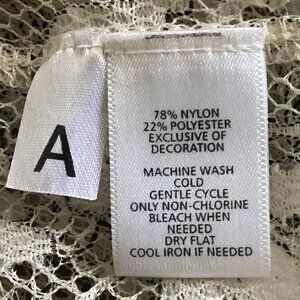 A
78% NYLON
22% POLYESTER
EXCLUSIVE OF
DECORATION
MACHINE WASH
COLD
GENTLE CYCLE
ONLY NON-CHLORINE
BLEACH WHEN
NEEDED
DRY FLAT
COOL IRON IF NEEDED